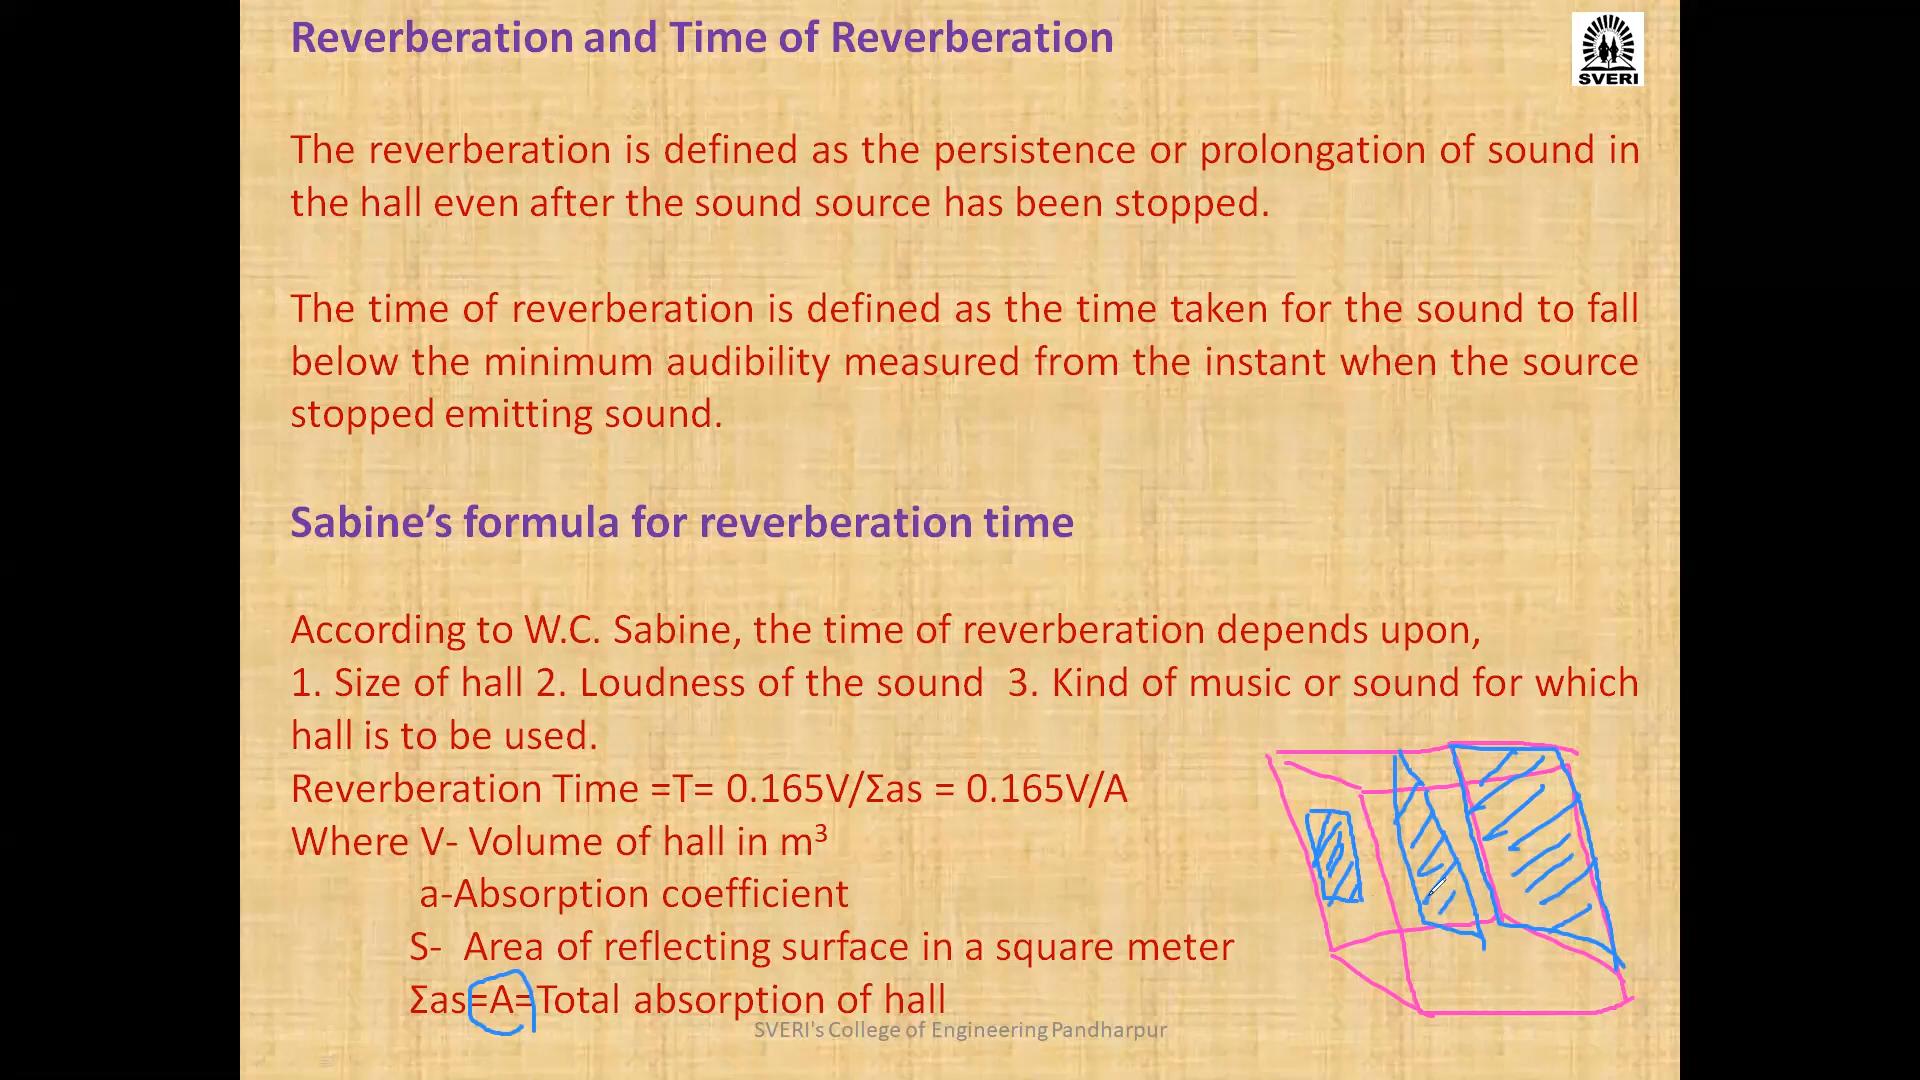 Reverberation and Time of Reverberation
SVERI
The reverberation is defined as the persistence or prolongation of sound in
the hall even after the sound source has been stopped.
The time of reverberation is defined as the time taken for the sound to fall
below the minimum audibility measured from the instant when the source
stopped emitting sound.
Sabine’s formula for reverberation time
According to W.C. Sabine, the time of reverberation depends upon,
1. Size of hall 2. Loudness of the sound 3. Kind of music or sound for which
hall is to be used.
Reverberation Time =T= 0.165V/Σas = 0.165V/A
Where V- Volume of hall in m³
a-Absorption coefficient
S- Area of reflecting surface in a square meter
Σas=A=Total absorption of hall
SVERI's College of Engineering Pandharpur